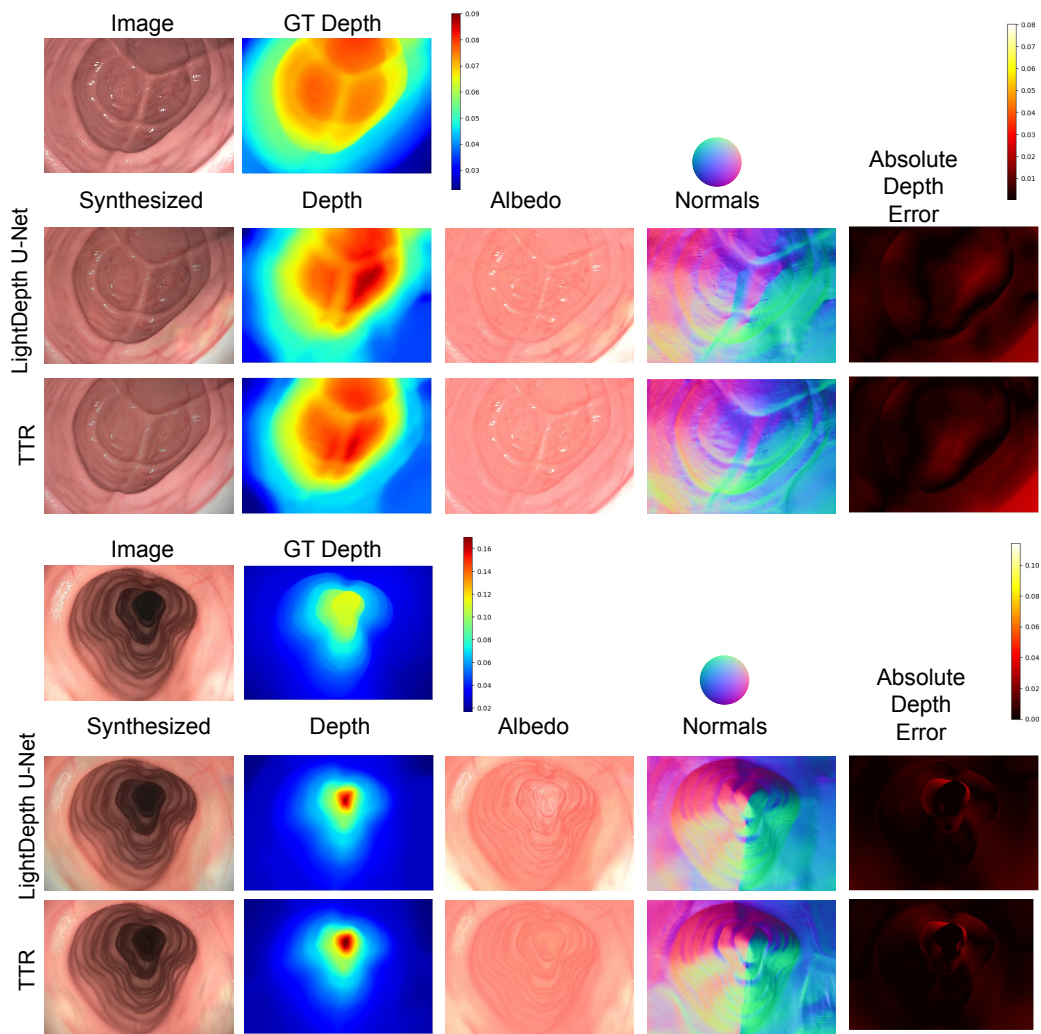 Image GT Depth
0.09
0.08
0.07
0.06
0.05
0.04
0.03
0.08
0.07
0.06
0.05
0.04
0.03
0.02
0.01
Absolute
Depth
Error
Synthesized Depth Albedo Normals
LightDepth U-Net
TTR
Image GT Depth
0.16
0.14
0.12
0.10
0.08
0.06
0.04
0.02
0.10
0.08
0.06
0.04
0.02
0.00
Absolute
Depth
Error
Synthesized Depth Albedo Normals
LightDepth U-Net
TTR